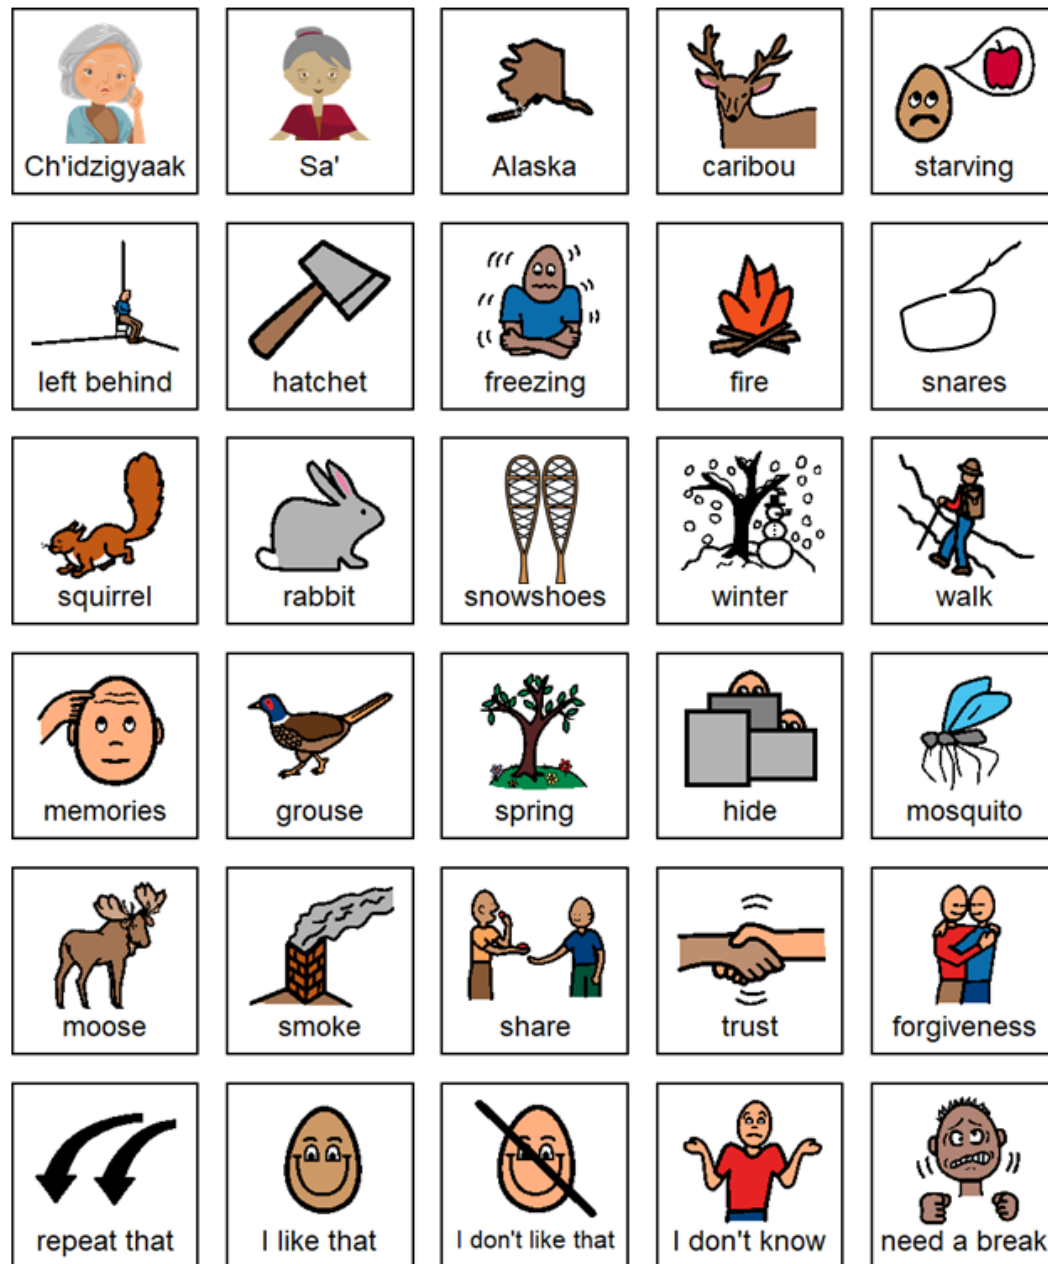 Ch'idzigyaak
Sa'
Alaska
caribou
starving
left behind
hatchet
freezing
fire
snares
squirrel
rabbit
snowshoes
winter
walk
memories
grouse
spring
hide
mosquito
moose
smoke
share
trust
forgiveness
repeat that
I like that
I don't like that
I don't know
need a break